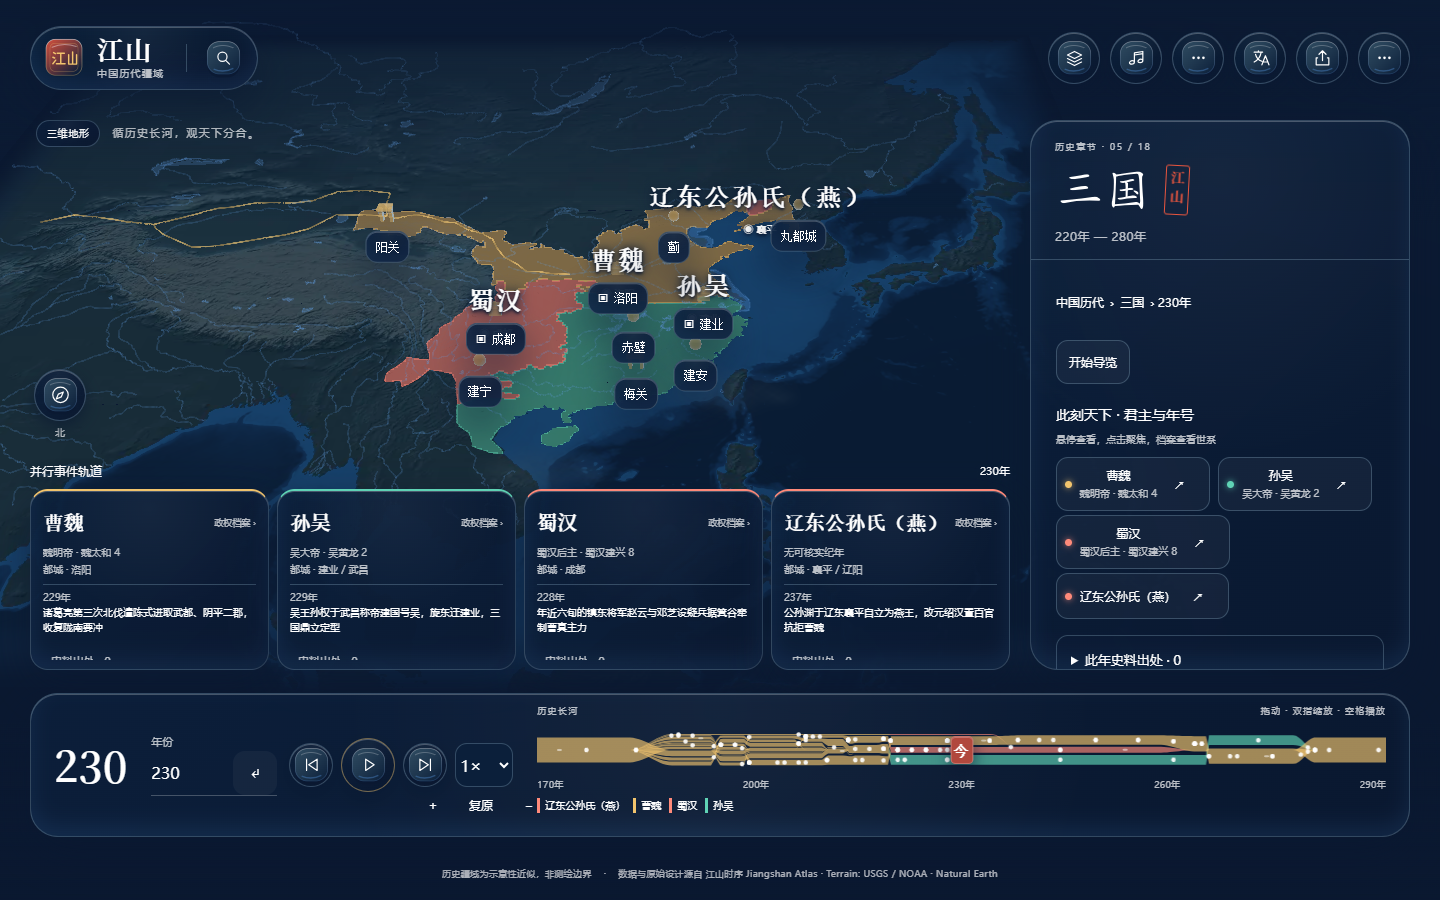 江山
江山
中国历代疆域
三维地形
循历史长河，观天下分合。
辽东公孙氏（燕）
阳关
蓟
丸都城
曹魏
孙吴
洛阳
蜀汉
建业
成都
赤壁
建安
建宁
梅关
北
并行事件轨道
230年
曹魏
政权档案 ›
魏明帝 · 魏太和 4
都城 · 洛阳
229年
诸葛亮第三次北伐遣陈式进取武都、阴平二郡，
收复陇南要冲
孙吴
政权档案 ›
吴大帝 · 吴黄龙 2
都城 · 建业 / 武昌
229年
吴王孙权于武昌称帝建国号吴，旋东迁建业，三
国鼎立定型
蜀汉
政权档案 ›
蜀汉后主 · 蜀汉建兴 8
都城 · 成都
228年
年近六旬的镇东将军赵云与邓芝设疑兵据箕谷牵
制曹真主力
辽东公孙氏（燕）
政权档案 ›
无可核实纪年
都城 · 襄平 / 辽阳
237年
公孙渊于辽东襄平自立为燕王，改元绍汉置百官
抗拒曹魏
历史章节 · 05 / 18
三国
江山
220年 — 280年
中国历代 › 三国 › 230年
开始导览
此刻天下 · 君主与年号
悬停查看，点击聚焦，档案查看世系
曹魏
魏明帝 · 魏太和 4
孙吴
吴大帝 · 吴黄龙 2
蜀汉
蜀汉后主 · 蜀汉建兴 8
辽东公孙氏（燕）
▶ 此年史料出处 · 0
230
年份
230
1×
+ 复原 −
历史长河
拖动 · 双指缩放 · 空格播放
今
170年
200年
230年
260年
290年
辽东公孙氏（燕）
曹魏
蜀汉
孙吴
历史疆域为示意性近似，非测绘边界 · 数据与原始设计源自 江山时序 Jiangshan Atlas · Terrain: USGS / NOAA · Natural Earth